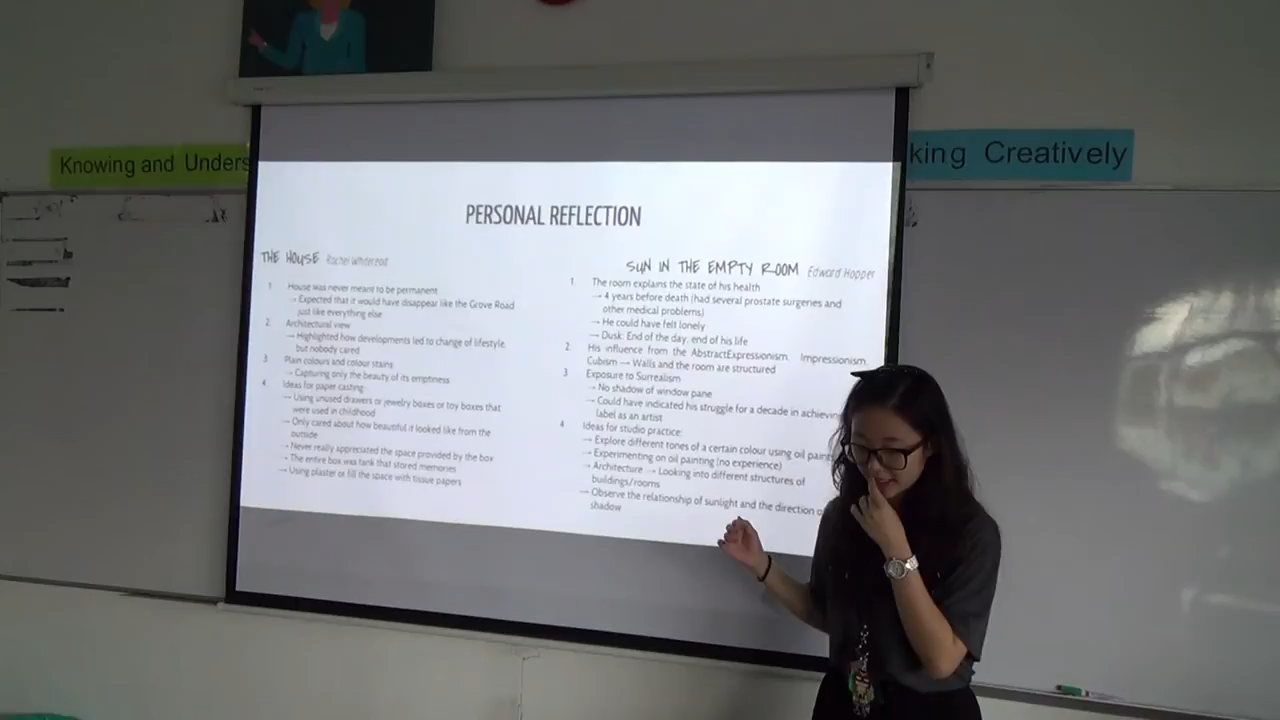 Knowing and Unders
king Creatively
PERSONAL REFLECTION
THE HOUSE Rachel Whiteread
1. House was never meant to be permanent
→ Expected that it would have disappear like the Grove Road
just like everything else
2. Architectural view
→ Highlighted how developments led to change of lifestyle,
but nobody cared
3. Plain colours and colour stains
→ Capturing only the beauty of its emptiness
4. Ideas for paper casting:
→ Using unused drawers or jewelry boxes or toy boxes that
were used in childhood
→ Only cared about how beautiful it looked like from the
outside
→ Never really appreciated the space provided by the box
→ The entire box was tank that stored memories
→ Using plaster or fill the space with tissue papers
SUN IN THE EMPTY ROOM Edward Hopper
1. The room explains the state of his health
→ 4 years before death (had several prostate surgeries and
other medical problems)
→ He could have felt lonely
→ Dusk: End of the day, end of his life
2. His influence from the AbstractExpressionism, Impressionism,
Cubism → Walls and the room are structured
3. Exposure to Surrealism
→ No shadow of window pane
→ Could have indicated his struggle for a decade in achieving
label as an artist
4. Ideas for studio practice:
→ Explore different tones of a certain colour using oil paints
→ Experimenting on oil painting (no experience)
→ Architecture → Looking into different structures of
buildings/rooms
→ Observe the relationship of sunlight and the direction o
shadow